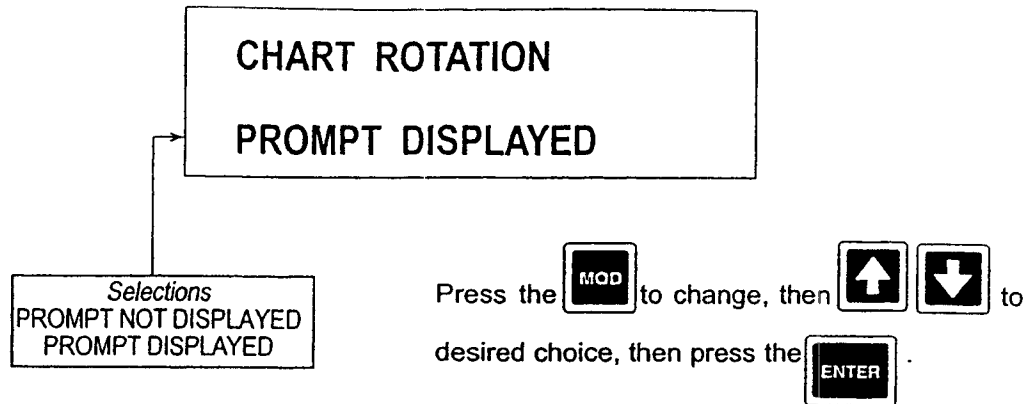 CHART ROTATION
PROMPT DISPLAYED
Selections
PROMPT NOT DISPLAYED
PROMPT DISPLAYED
Press the MOD to change, then to
desired choice, then press the ENTER .